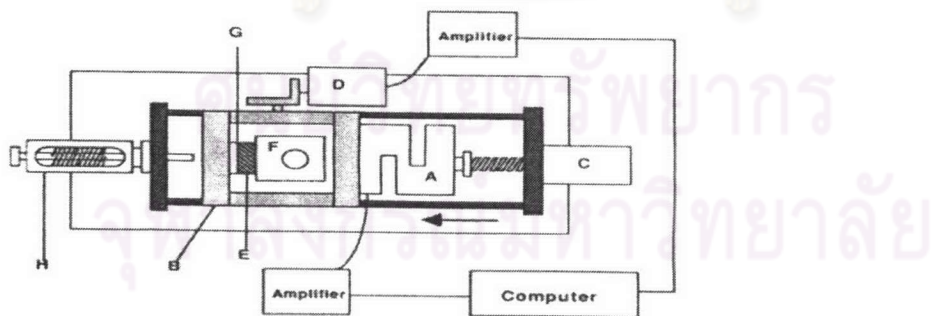 G
Amplifier
D
ศูนย์วิทยทรัพยากร
F
A
C
จุฬาลงกรณ์มหาวิทยาลัย
H
B
E
Amplifier
Computer